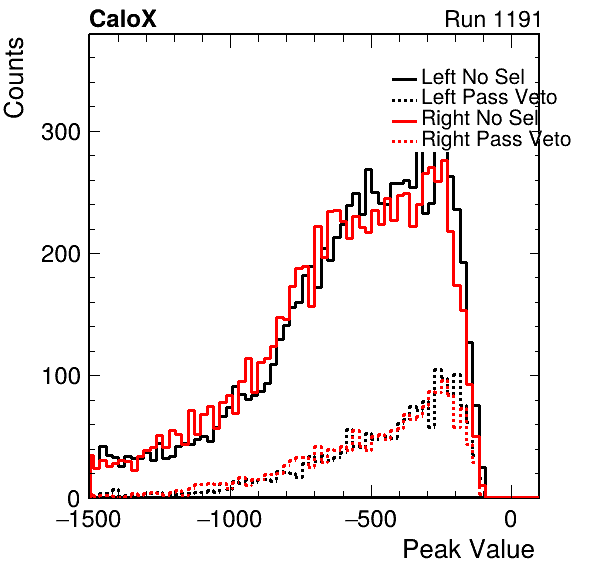 CaloX Run 1191
Counts
Left No Sel
Left Pass Veto
Right No Sel
Right Pass Veto
300
200
100
0
−1500 −1000 −500 0
Peak Value